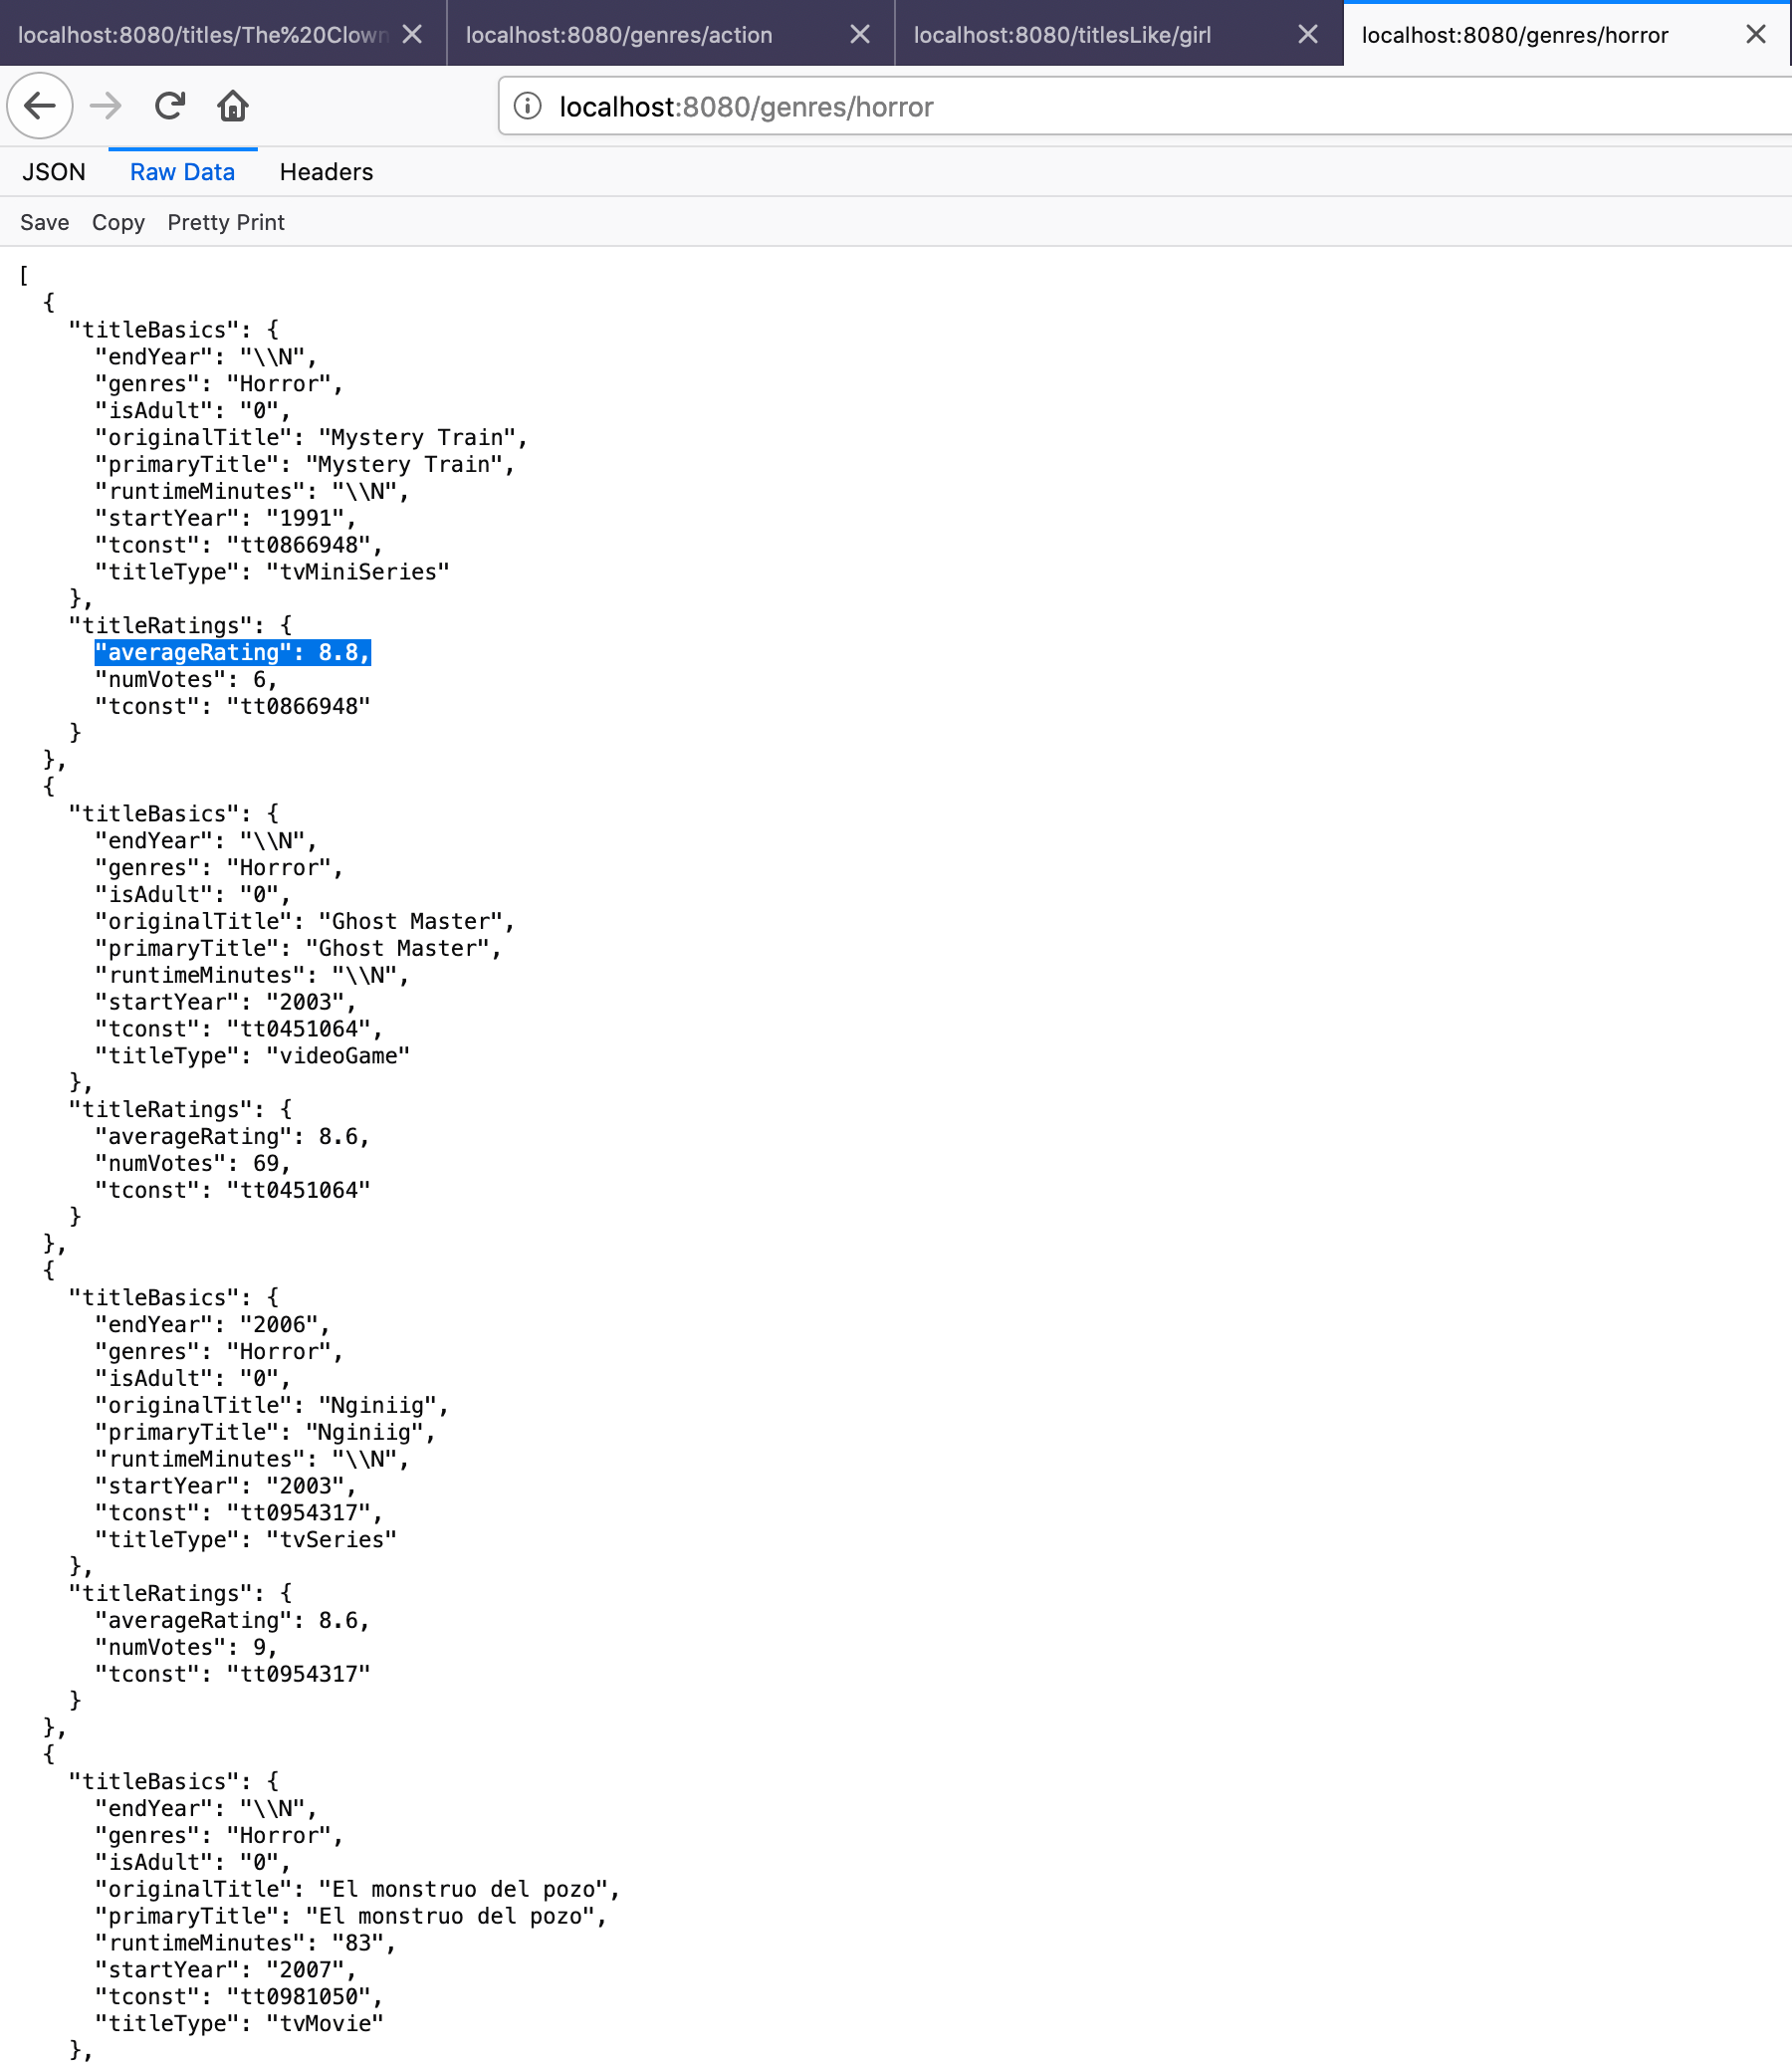 localhost:8080/titles/The%20Clown
localhost:8080/genres/action
localhost:8080/titlesLike/girl
localhost:8080/genres/horror
localhost:8080/genres/horror
JSON Raw Data Headers
Save Copy Pretty Print
[
  {
    "titleBasics": {
      "endYear": "\\N",
      "genres": "Horror",
      "isAdult": "0",
      "originalTitle": "Mystery Train",
      "primaryTitle": "Mystery Train",
      "runtimeMinutes": "\\N",
      "startYear": "1991",
      "tconst": "tt0866948",
      "titleType": "tvMiniSeries"
    },
    "titleRatings": {
      "averageRating": 8.8,
      "numVotes": 6,
      "tconst": "tt0866948"
    }
  },
  {
    "titleBasics": {
      "endYear": "\\N",
      "genres": "Horror",
      "isAdult": "0",
      "originalTitle": "Ghost Master",
      "primaryTitle": "Ghost Master",
      "runtimeMinutes": "\\N",
      "startYear": "2003",
      "tconst": "tt0451064",
      "titleType": "videoGame"
    },
    "titleRatings": {
      "averageRating": 8.6,
      "numVotes": 69,
      "tconst": "tt0451064"
    }
  },
  {
    "titleBasics": {
      "endYear": "2006",
      "genres": "Horror",
      "isAdult": "0",
      "originalTitle": "Nginiig",
      "primaryTitle": "Nginiig",
      "runtimeMinutes": "\\N",
      "startYear": "2003",
      "tconst": "tt0954317",
      "titleType": "tvSeries"
    },
    "titleRatings": {
      "averageRating": 8.6,
      "numVotes": 9,
      "tconst": "tt0954317"
    }
  },
  {
    "titleBasics": {
      "endYear": "\\N",
      "genres": "Horror",
      "isAdult": "0",
      "originalTitle": "El monstruo del pozo",
      "primaryTitle": "El monstruo del pozo",
      "runtimeMinutes": "83",
      "startYear": "2007",
      "tconst": "tt0981050",
      "titleType": "tvMovie"
    },